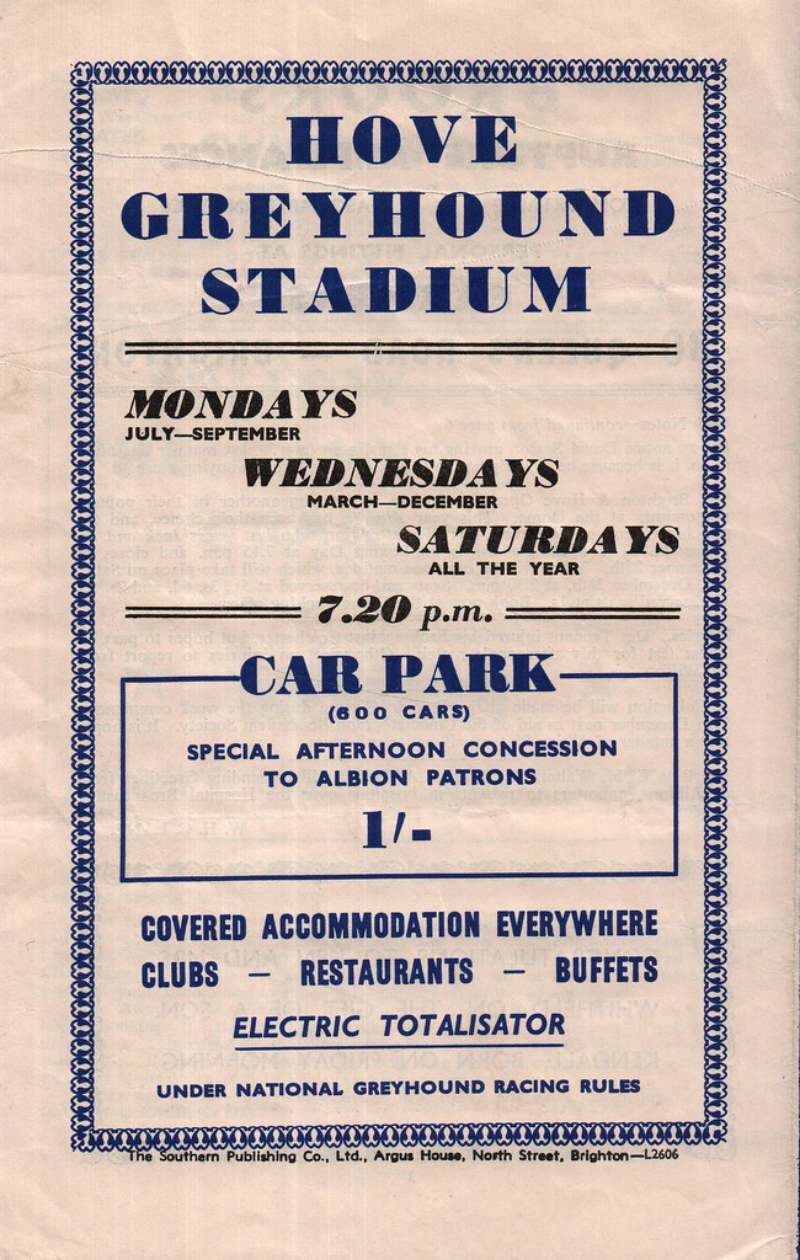 HOVE
GREYHOUND
STADIUM
MONDAYS
JULY—SEPTEMBER
WEDNESDAYS
MARCH—DECEMBER
SATURDAYS
ALL THE YEAR
7.20 p.m.
CAR PARK
(600 CARS)
SPECIAL AFTERNOON CONCESSION
TO ALBION PATRONS
1/-
COVERED ACCOMMODATION EVERYWHERE
CLUBS — RESTAURANTS — BUFFETS
ELECTRIC TOTALISATOR
UNDER NATIONAL GREYHOUND RACING RULES
The Southern Publishing Co., Ltd., Argus House, North Street, Brighton—L2606